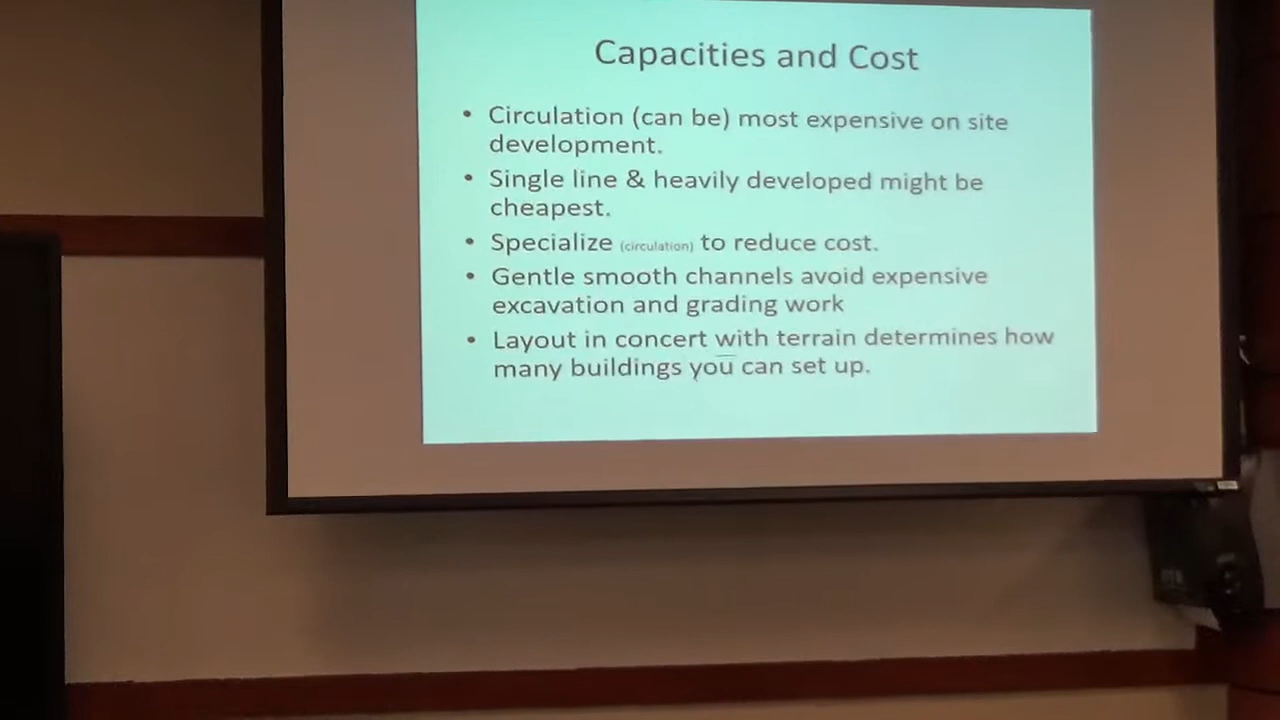 Capacities and Cost
• Circulation (can be) most expensive on site
development.
• Single line & heavily developed might be
cheapest.
• Specialize (circulation) to reduce cost.
• Gentle smooth channels avoid expensive
excavation and grading work
• Layout in concert with terrain determines how
many buildings you can set up.